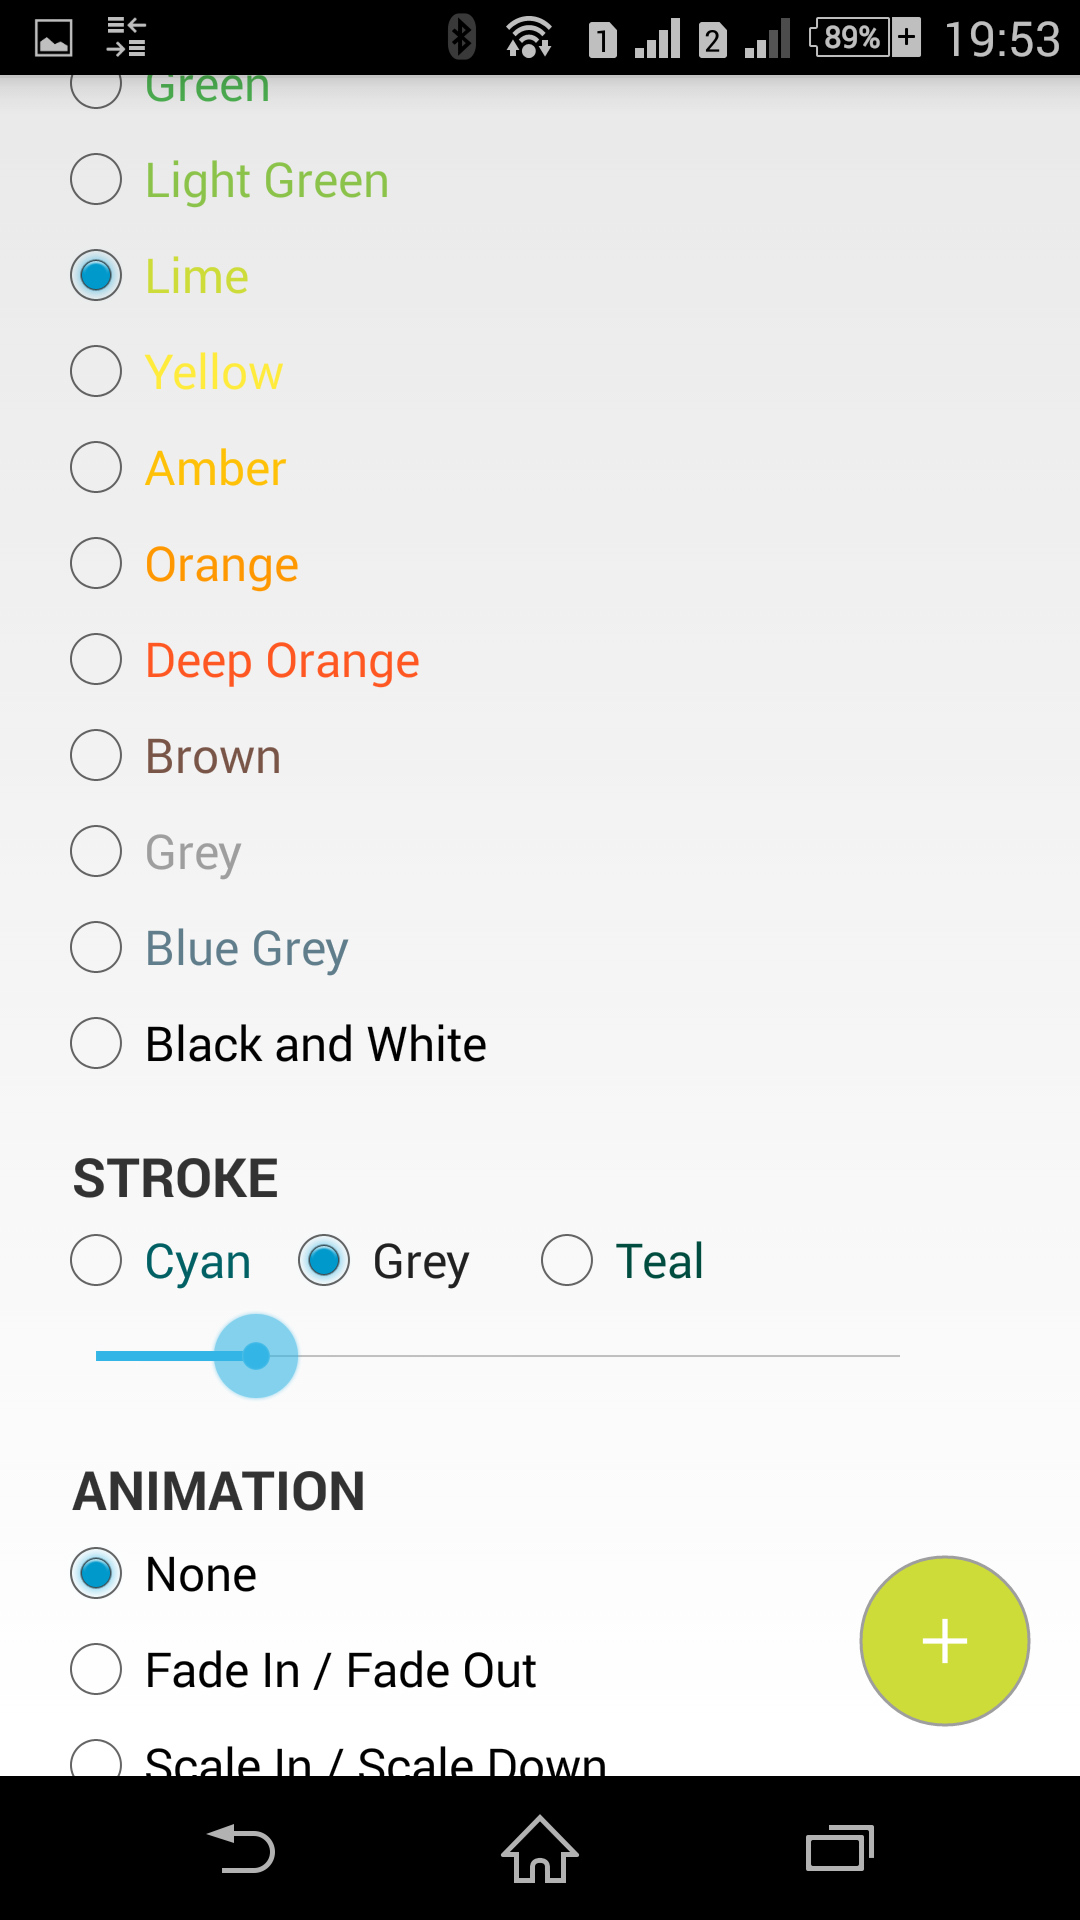 1 2 89% 19:53
Green
Light Green
Lime
Yellow
Amber
Orange
Deep Orange
Brown
Grey
Blue Grey
Black and White
STROKE
Cyan Grey Teal
ANIMATION
None
Fade In / Fade Out
Scale In / Scale Down